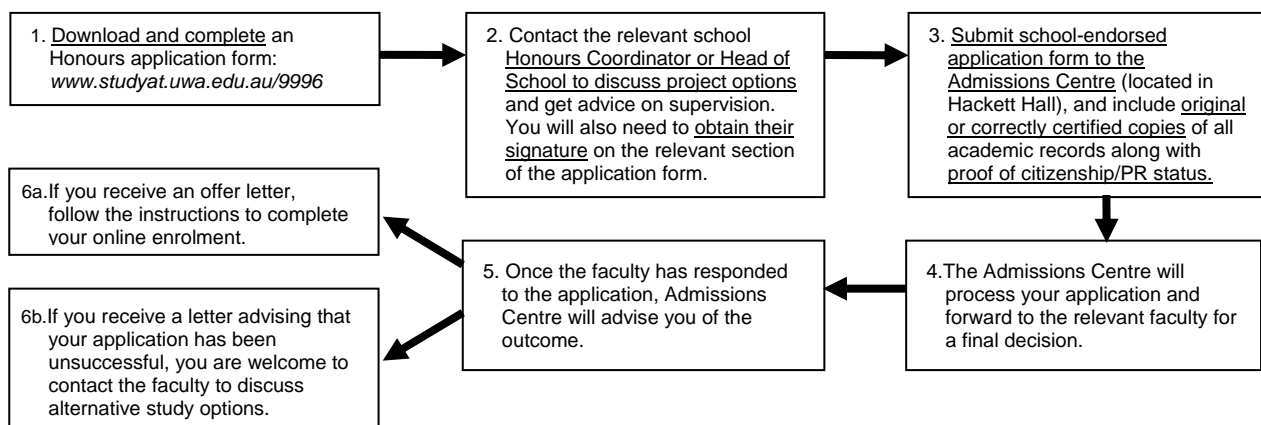 1. Download and complete an
Honours application form:
www.studyat.uwa.edu.au/9996
2. Contact the relevant school
Honours Coordinator or Head of
School to discuss project options
and get advice on supervision.
You will also need to obtain their
signature on the relevant section
of the application form.
3. Submit school-endorsed
application form to the
Admissions Centre (located in
Hackett Hall), and include original
or correctly certified copies of all
academic records along with
proof of citizenship/PR status.
4.The Admissions Centre will
process your application and
forward to the relevant faculty for
a final decision.
5. Once the faculty has responded
to the application, Admissions
Centre will advise you of the
outcome.
6a.If you receive an offer letter,
follow the instructions to complete
your online enrolment.
6b.If you receive a letter advising that
your application has been
unsuccessful, you are welcome to
contact the faculty to discuss
alternative study options.